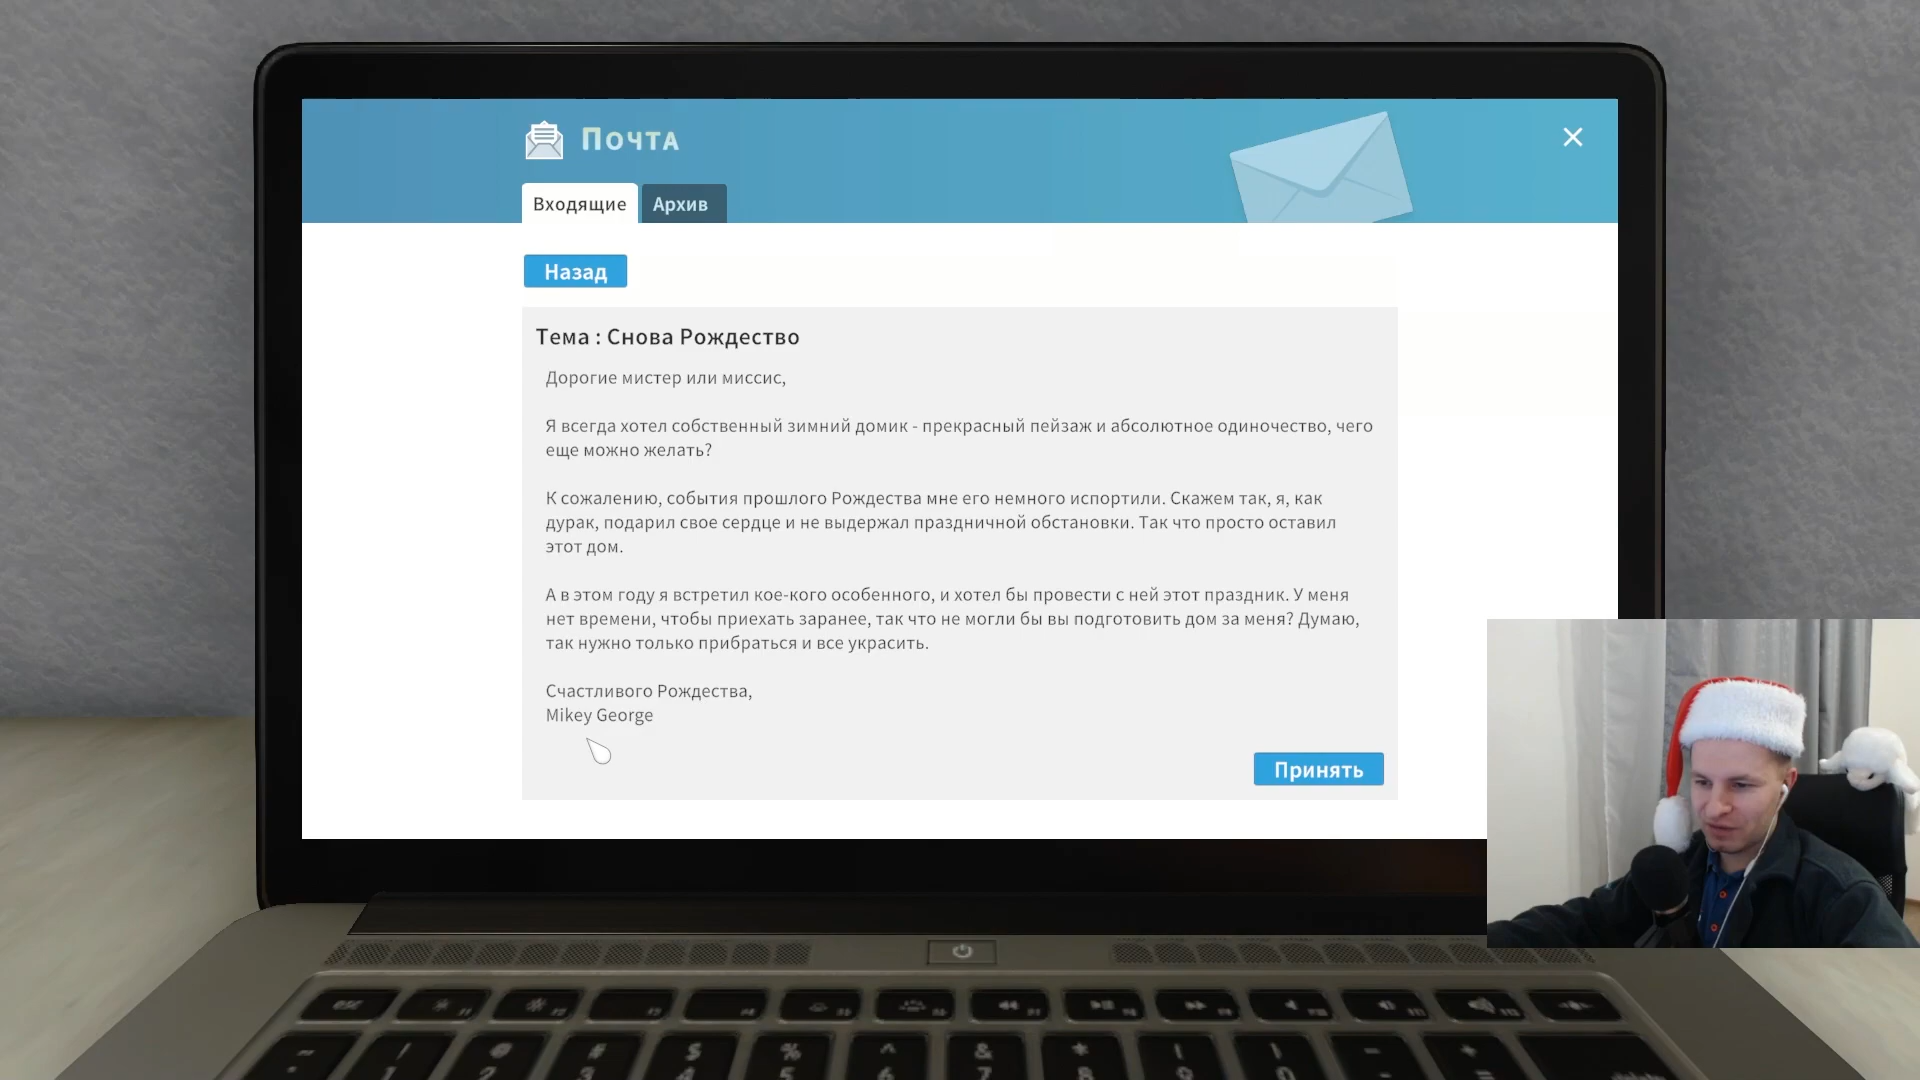 Почта
Входящие
Архив
Назад
Тема : Снова Рождество
Дорогие мистер или миссис,
Я всегда хотел собственный зимний домик - прекрасный пейзаж и абсолютное одиночество, чего
еще можно желать?
К сожалению, события прошлого Рождества мне его немного испортили. Скажем так, я, как
дурак, подарил свое сердце и не выдержал праздничной обстановки. Так что просто оставил
этот дом.
А в этом году я встретил кое-кого особенного, и хотел бы провести с ней этот праздник. У меня
нет времени, чтобы приехать заранее, так что не могли бы вы подготовить дом за меня? Думаю,
так нужно только прибраться и все украсить.
Счастливого Рождества,
Mikey George
Принять
esc